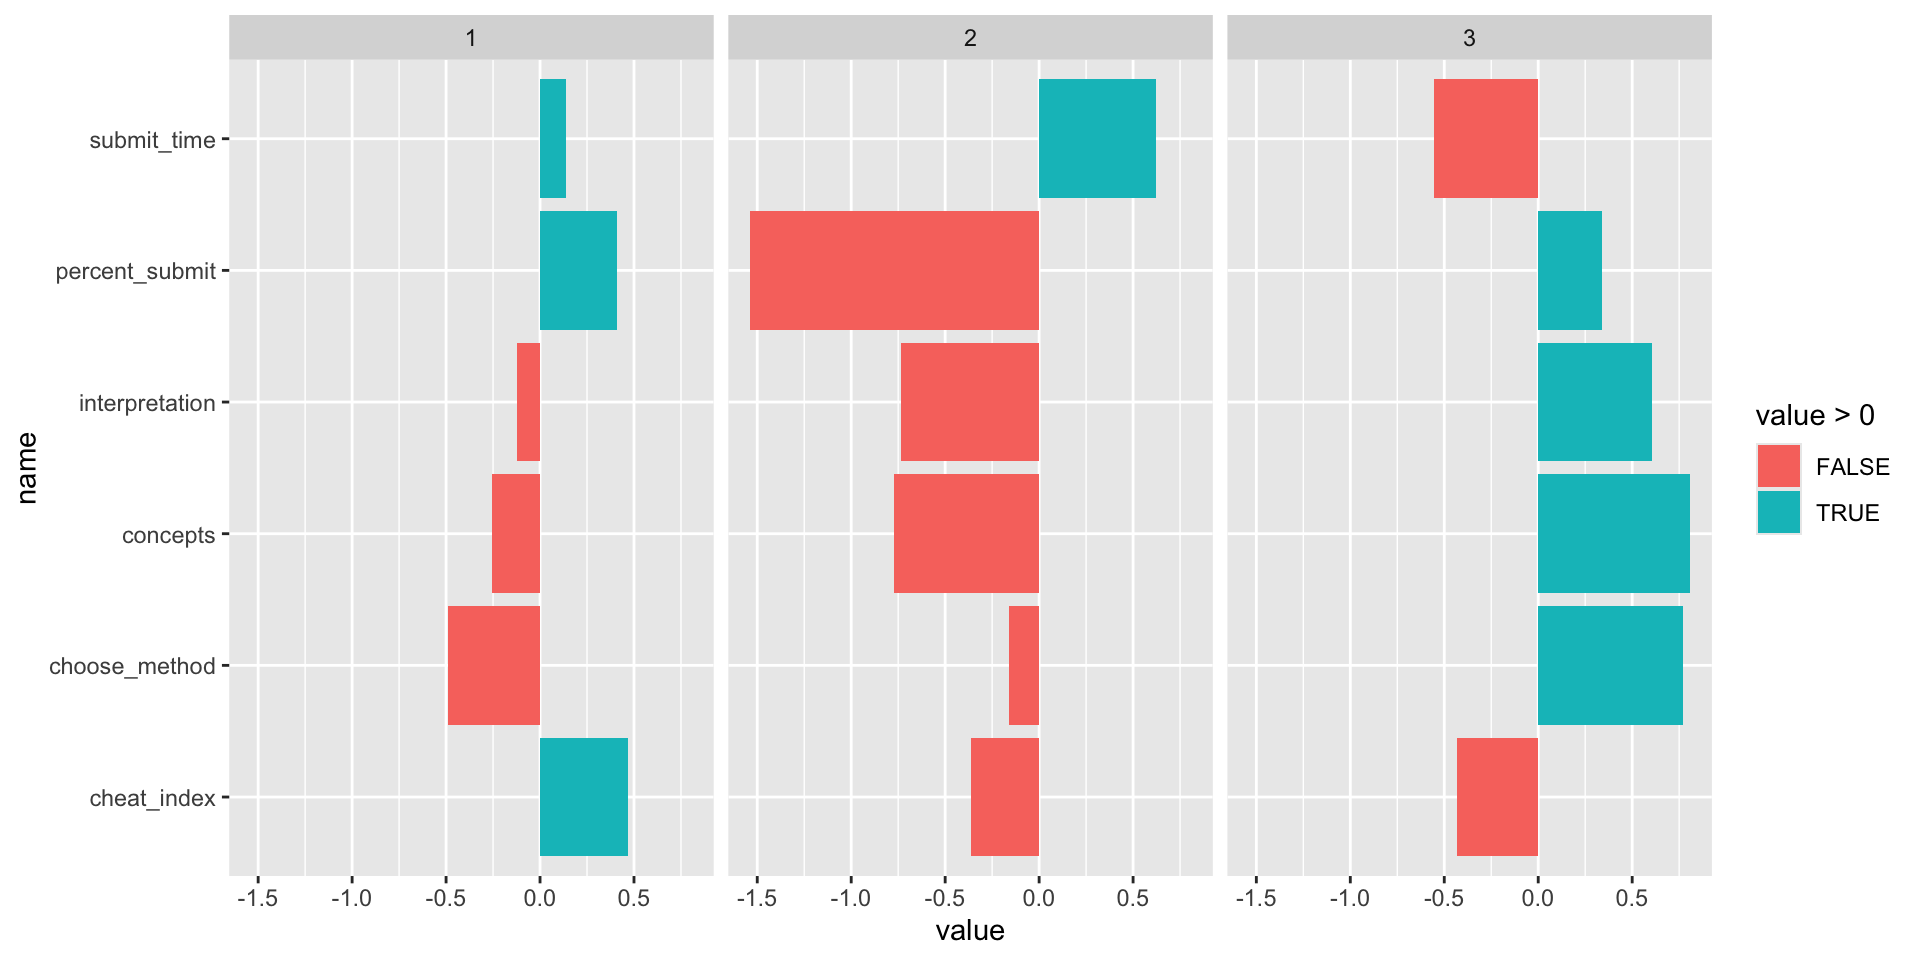 1 2 3
submit_time
percent_submit
interpretation
concepts
choose_method
cheat_index
name
-1.5 -1.0 -0.5 0.0 0.5 -1.5 -1.0 -0.5 0.0 0.5 -1.5 -1.0 -0.5 0.0 0.5
value
value > 0
FALSE
TRUE